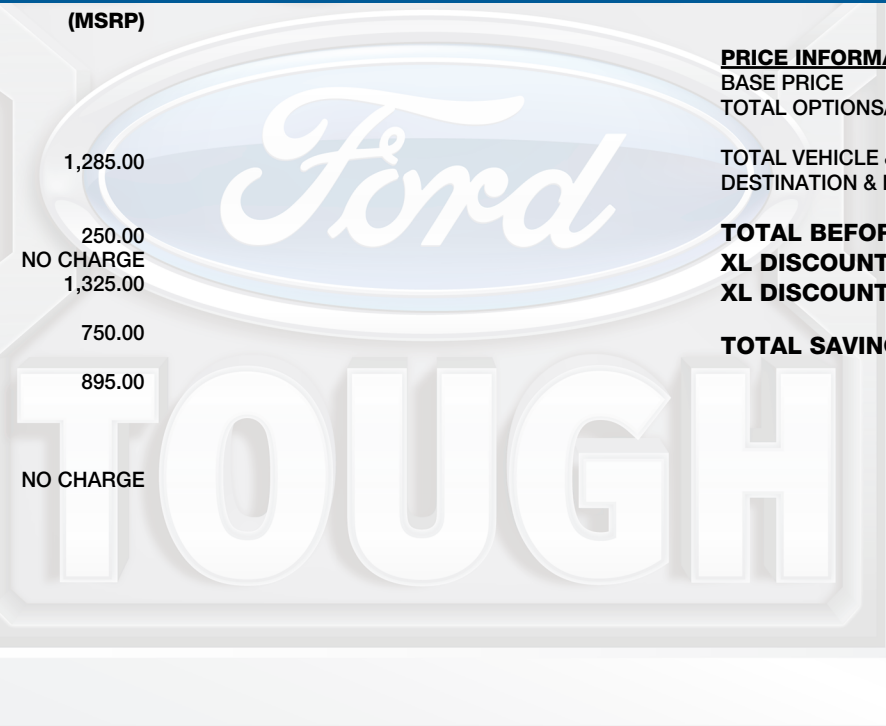 (MSRP)
1,285.00
250.00
NO CHARGE
1,325.00
750.00
895.00
NO CHARGE
PRICE INFORMA
BASE PRICE
TOTAL OPTIONS
TOTAL VEHICLE &
DESTINATION &
TOTAL BEFOR
XL DISCOUNT
XL DISCOUNT
TOTAL SAVING
Ford
TOUGH